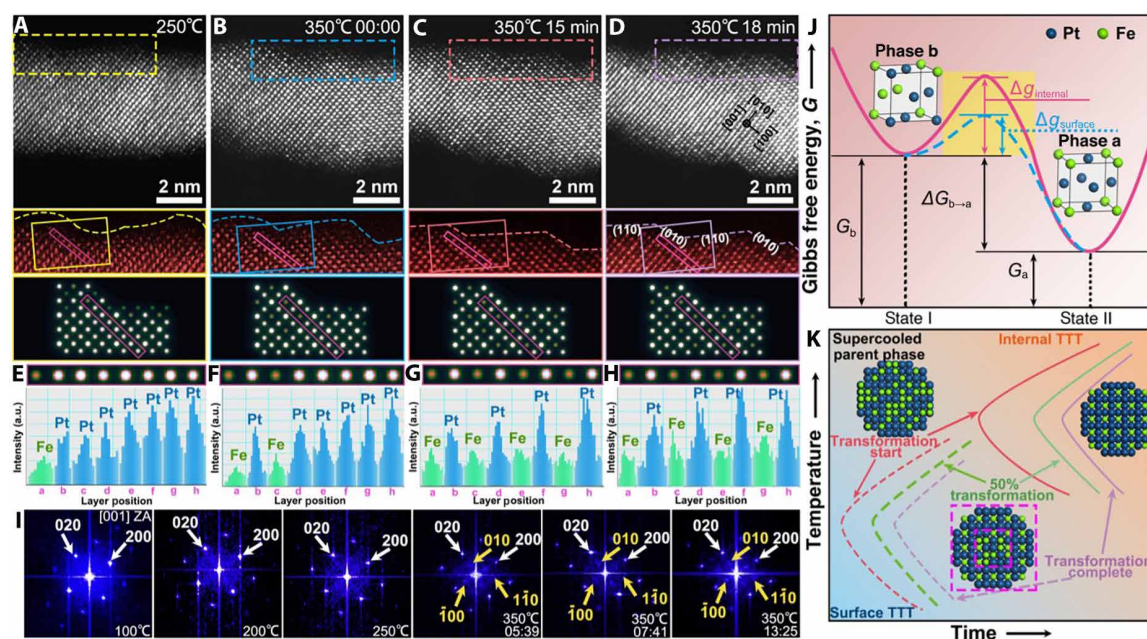 A
250℃
2 nm
B
350℃ 00:00
2 nm
C
350℃ 15 min
2 nm
D
350℃ 18 min
[001]
[010]
[100]
2 nm
(110)
(010)
(110)
(010)
E
Intensity (a.u.)
Fe
Pt
Pt
Pt
Pt
Pt
Pt
Pt
a b c d e f g h
Layer position
F
Fe
Pt
Fe
Pt
Pt
Pt
Pt
Pt
a b c d e f g h
Layer position
G
Fe
Pt
Fe
Pt
Fe
Pt
Fe
Pt
a b c d e f g h
Layer position
H
Fe
Pt
Fe
Pt
Fe
Pt
Fe
Pt
a b c d e f g h
Layer position
I
[001] ZA
020
200
100℃
020
200
200℃
020
200
250℃
020
010
200
1̄00
11̄0
350℃
05:39
020
010
200
1̄00
11̄0
350℃
07:41
020
010
200
1̄00
11̄0
350℃
13:25
J
Pt
Fe
Phase b
Δg internal
Δg surface
Phase a
ΔG b→a
G b
G a
Gibbs free energy, G
State I
State II
K
Supercooled
parent phase
Internal TTT
Transformation
start
50%
transformation
Transformation
complete
Surface TTT
Temperature
Time